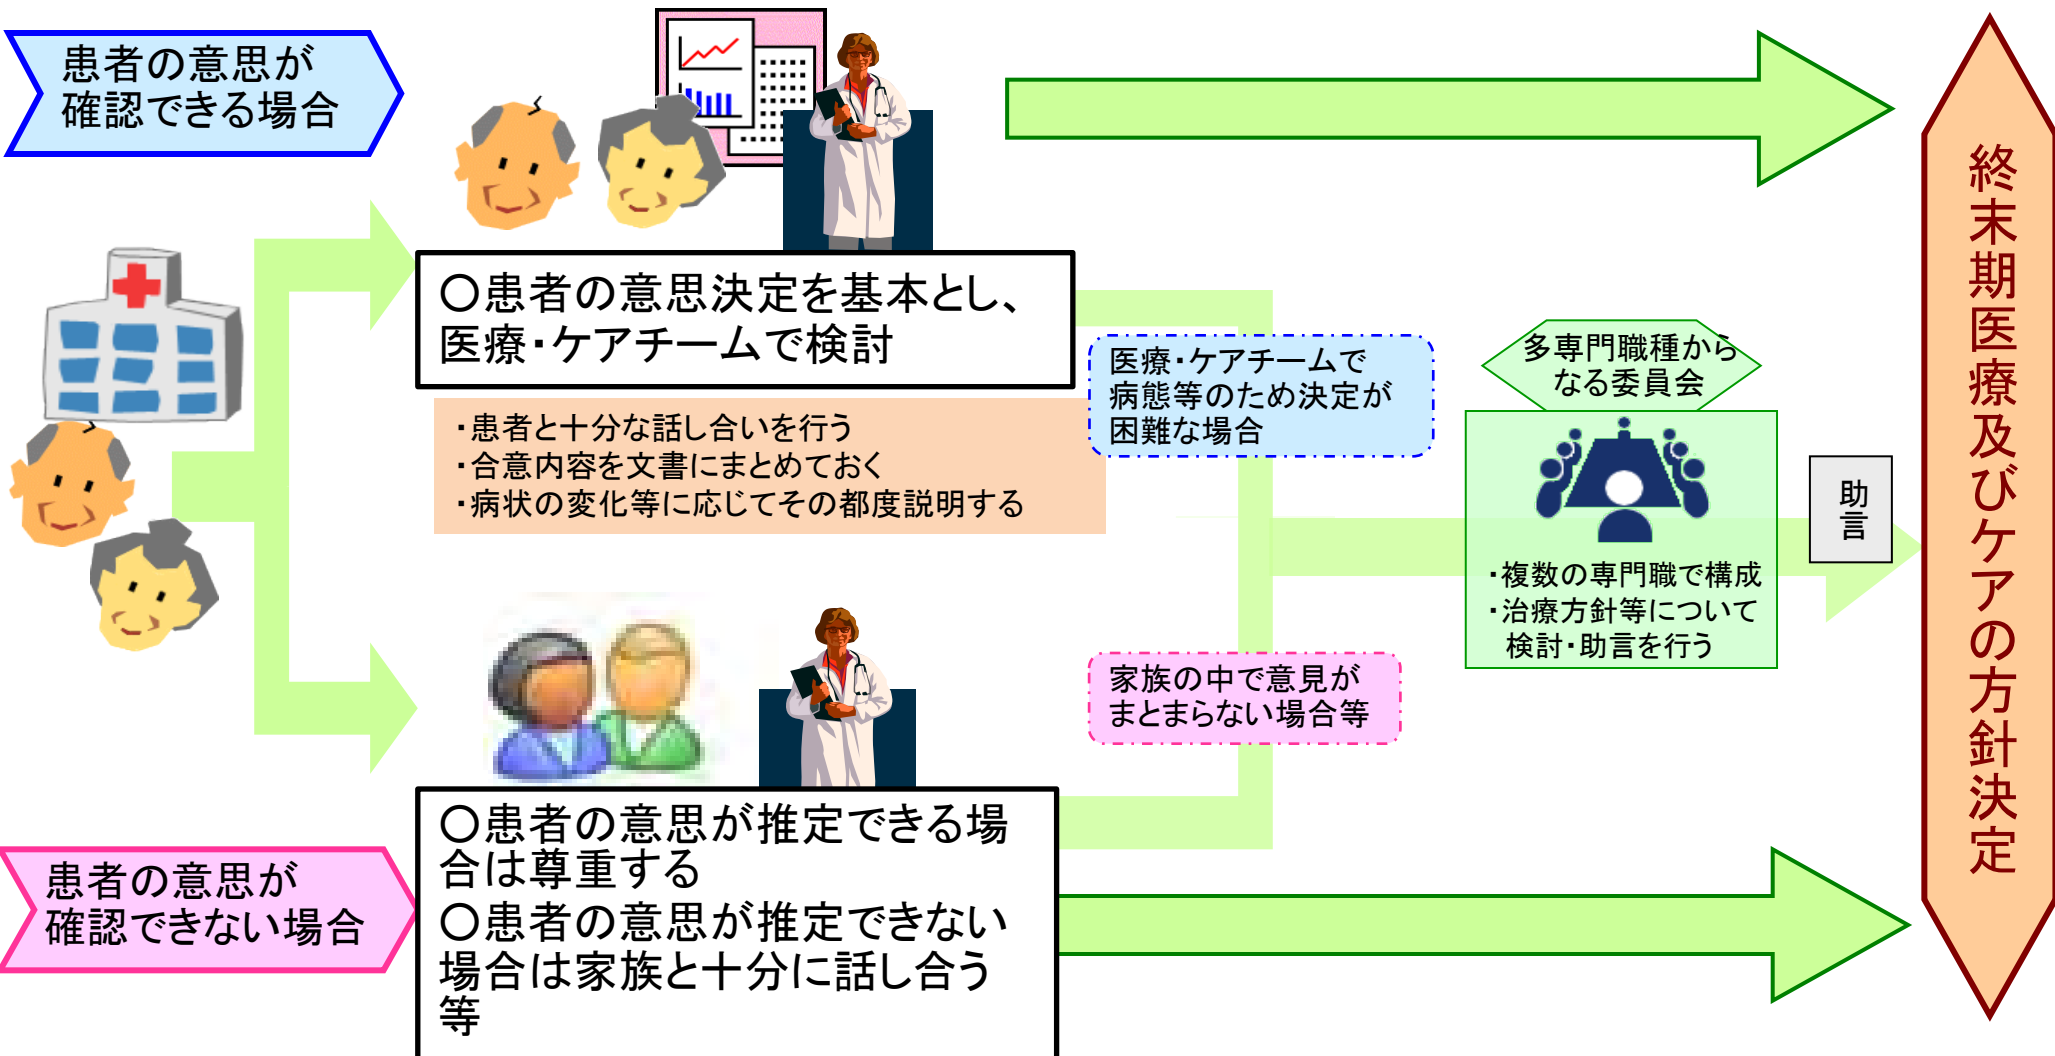 患者の意思が
確認できる場合
〇患者の意思決定を基本とし、
医療・ケアチームで検討
・患者と十分な話し合いを行う
・合意内容を文書にまとめておく
・病状の変化等に応じてその都度説明する
医療・ケアチームで
病態等のため決定が
困難な場合
多専門職種から
なる委員会
・複数の専門職で構成
・治療方針等について
検討・助言を行う
助言
家族の中で意見が
まとまらない場合等
患者の意思が
確認できない場合
〇患者の意思が推定できる場
合は尊重する
〇患者の意思が推定できない
場合は家族と十分に話し合う
等
終末期医療及びケアの方針決定